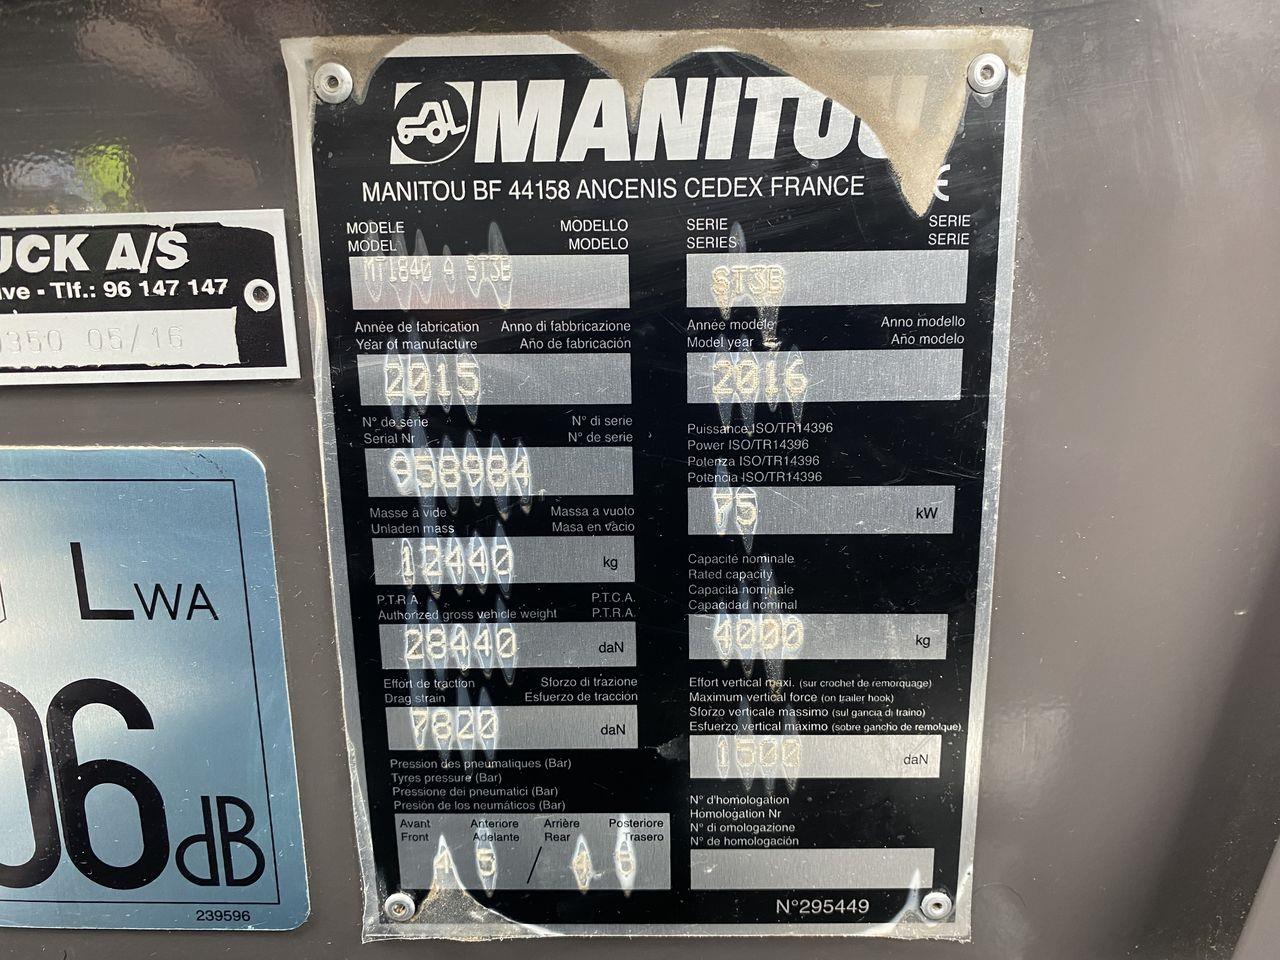 MANITOU
MANITOU BF 44158 ANCENIS CEDEX FRANCE
CE
MODELE MODELLO
MODEL MODELO
MT1840 A ST3B
SERIE SERIE
SERIES SERIE
ST3B
Année de fabrication Anno di fabbricazione
Year of manufacture Año de fabricación
2015
Année modèle Anno modello
Model year Año modelo
2016
N° de série N° di serie
Serial Nr N° de serie
958984
Puissance ISO/TR14396
Power ISO/TR14396
Potenza ISO/TR14396
Potencia ISO/TR14396
75 kW
Masse à vide Massa a vuoto
Unladen mass Masa en vacio
12440 kg
Capacité nominale
Rated capacity
Capacita nominale
Capacidad nominal
4000 kg
P.T.R.A. P.T.C.A.
Authorized gross vehicle weight P.T.R.A.
28440 daN
Effort de traction Sforzo di trazione
Drag strain Esfuerzo de tracción
7820 daN
Effort vertical maxi. (sur crochet de remorquage)
Maximum vertical force (on trailer hook)
Sforzo verticale massimo (sul gancia di traino)
Esfuerzo vertical máximo (sobre gancho de remolque)
1500 daN
Pression des pneumatiques (Bar)
Tyres pressure (Bar)
Pressione dei pneumatici (Bar)
Presión de los neumáticos (Bar)
Avant Anteriore Arrière Posteriore
Front Adelante Rear Trasero
4 5 / 4 5
N° d'homologation
Homologation Nr
N° di omologazione
N° de homologación
N°295449
UCK A/S
Tlf.: 96 147 147
350 05/16
LWA
06 dB
239596